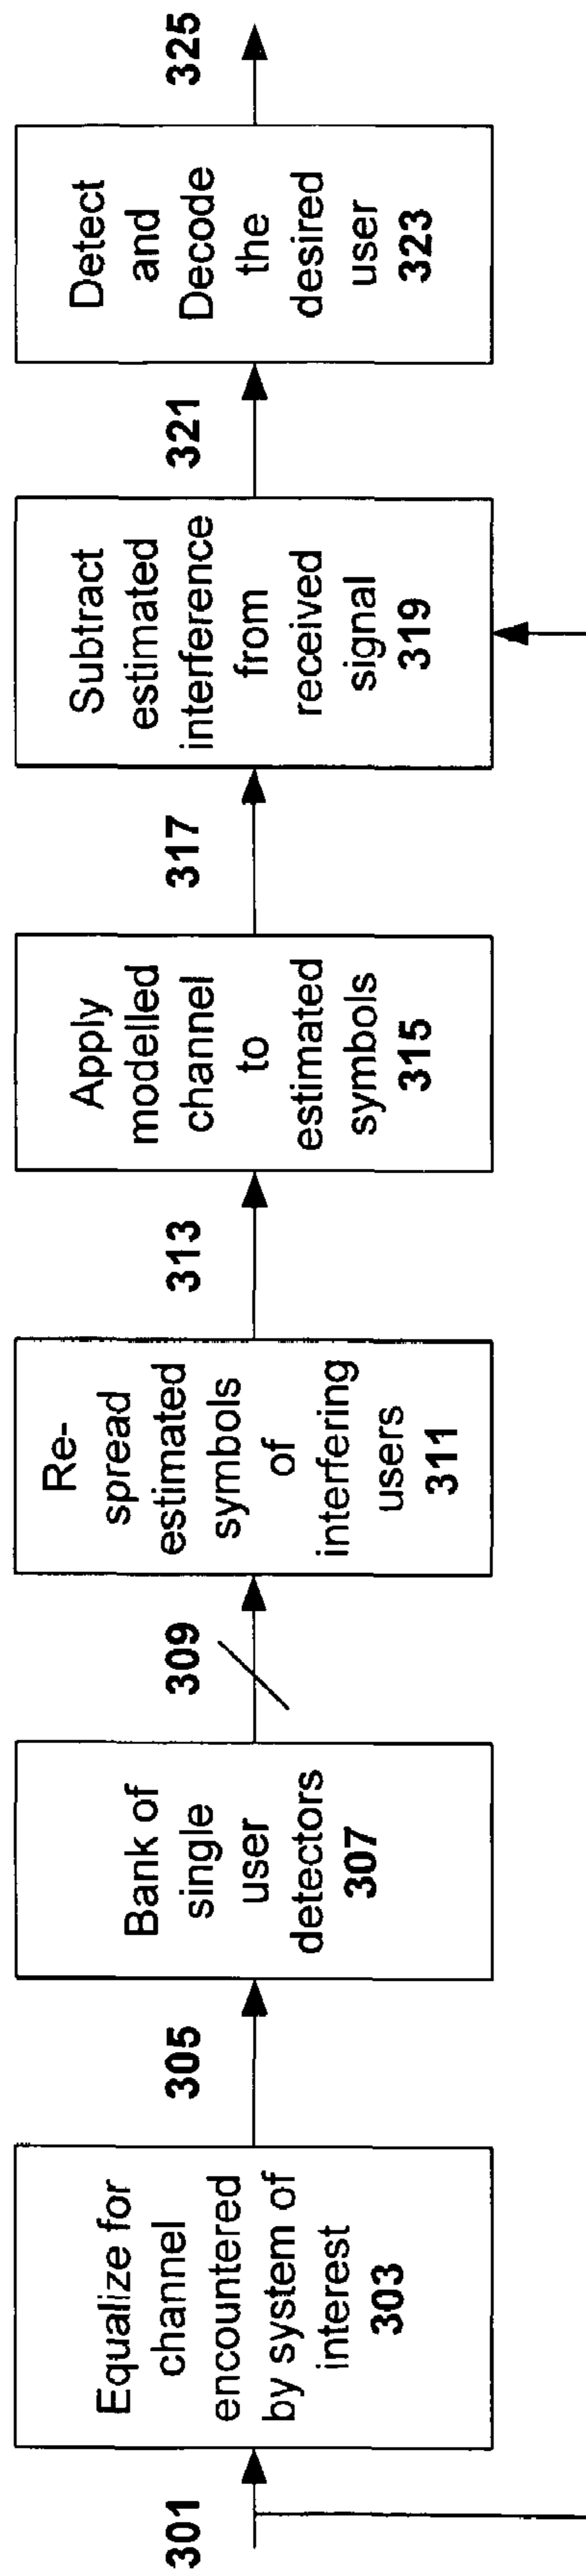 301
Equalize for
channel
encountered
by system of
interest
303
305
Bank of
single
user
detectors
307
309
Re-
spread
estimated
symbols
of
interfering
users
311
313
Apply
modelled
channel
to
estimated
symbols
315
317
Subtract
estimated
interference
from
received
signal
319
321
Detect
and
Decode
the
desired
user
323
325